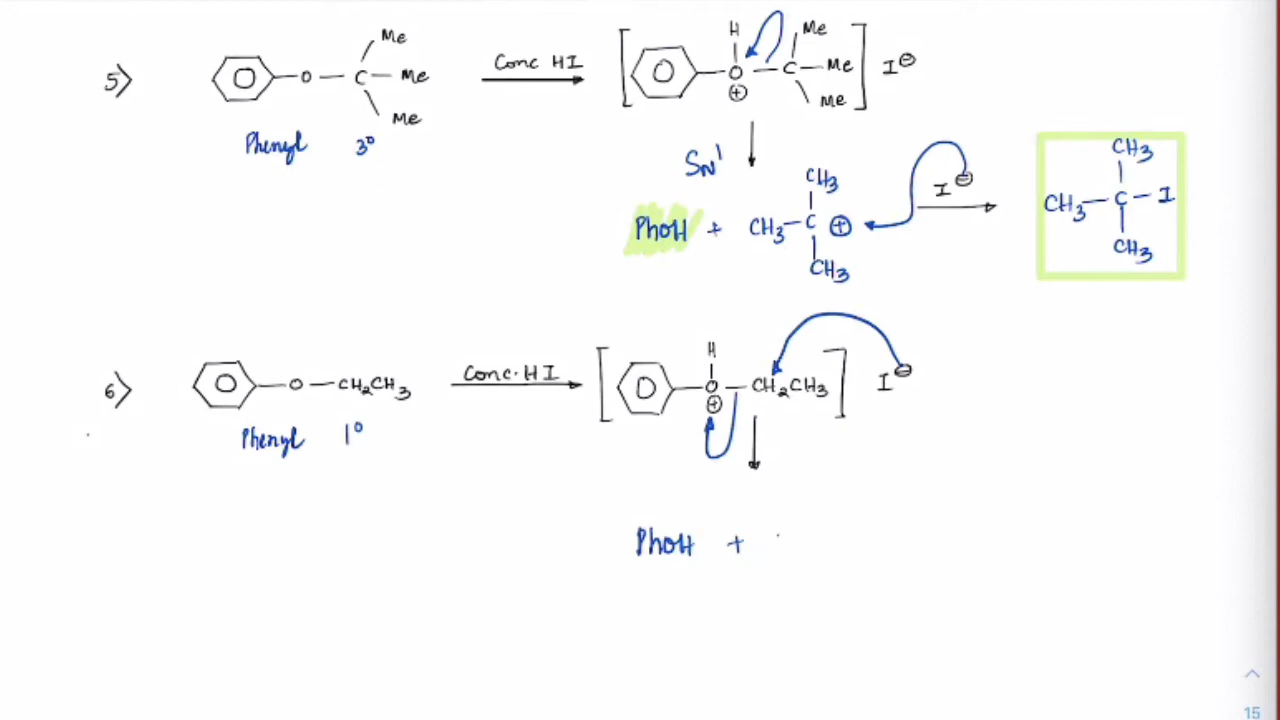 5) O — C — Me Me Me Conc HI [ H O ⊕ — C — Me Me Me ] I⊖
Phenyl 3°
SN1
PhOH + CH3 — C ⊕ CH3 CH3 I⊖ CH3 — C — I CH3 CH3
6) O — CH2CH3 Conc. HI [ H O ⊕ — CH2CH3 ] I⊖
Phenyl 1°
PhOH +
15